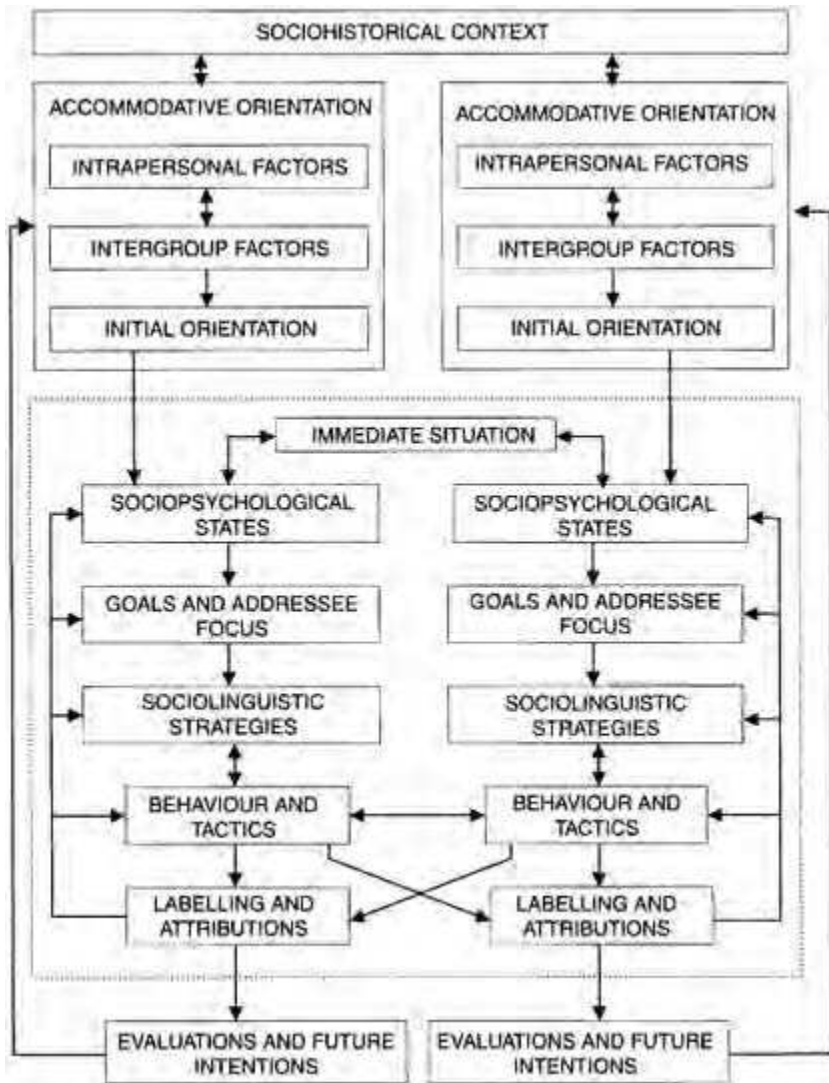 SOCIOHISTORICAL CONTEXT
ACCOMMODATIVE ORIENTATION
INTRAPERSONAL FACTORS
INTERGROUP FACTORS
INITIAL ORIENTATION
ACCOMMODATIVE ORIENTATION
INTRAPERSONAL FACTORS
INTERGROUP FACTORS
INITIAL ORIENTATION
IMMEDIATE SITUATION
SOCIOPSYCHOLOGICAL
STATES
GOALS AND ADDRESSEE
FOCUS
SOCIOLINGUISTIC
STRATEGIES
BEHAVIOUR AND
TACTICS
LABELLING AND
ATTRIBUTIONS
EVALUATIONS AND FUTURE
INTENTIONS
SOCIOPSYCHOLOGICAL
STATES
GOALS AND ADDRESSEE
FOCUS
SOCIOLINGUISTIC
STRATEGIES
BEHAVIOUR AND
TACTICS
LABELLING AND
ATTRIBUTIONS
EVALUATIONS AND FUTURE
INTENTIONS